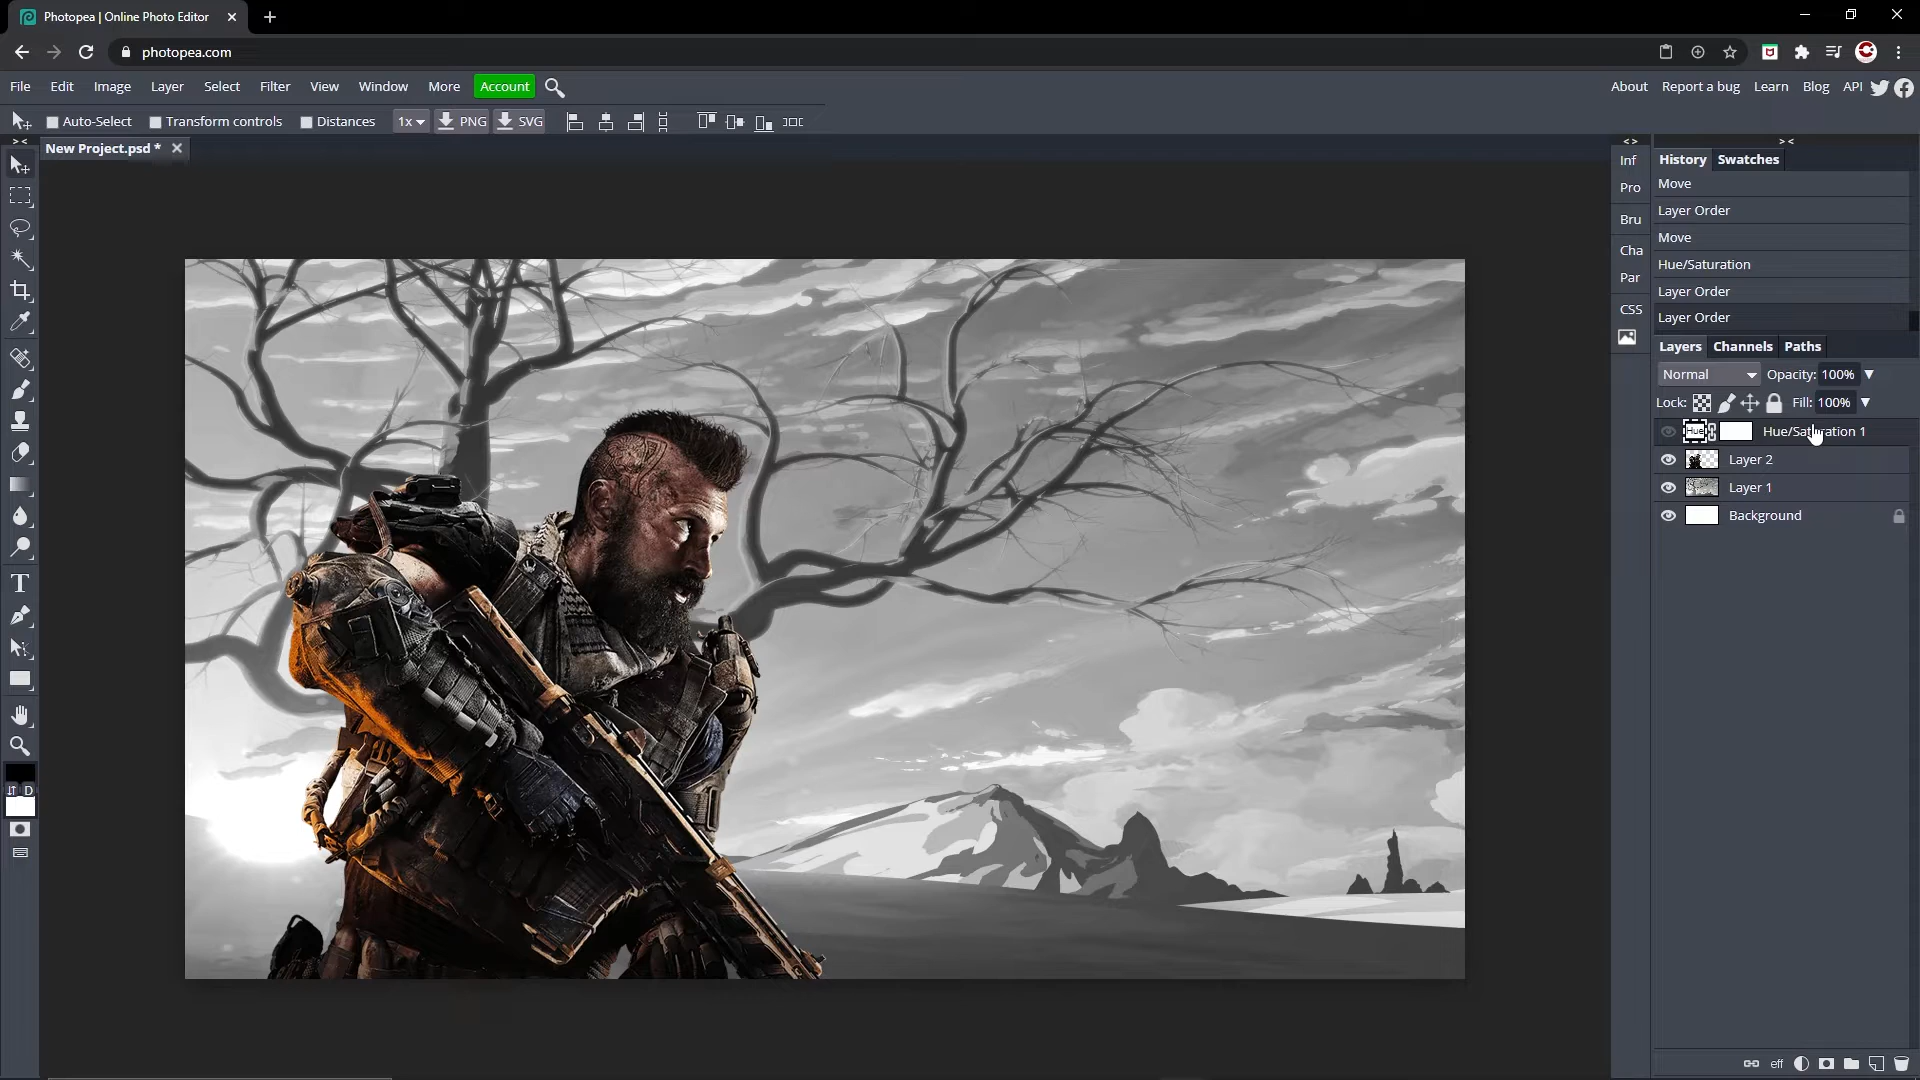 Photopea | Online Photo Editor
photopea.com
File Edit Image Layer Select Filter View Window More Account
About Report a bug Learn Blog API
Auto-Select Transform controls Distances 1x PNG SVG
New Project.psd *
Inf
Pro
Bru
Cha
Par
CSS
History Swatches
Move
Layer Order
Move
Hue/Saturation
Layer Order
Layer Order
Layers Channels Paths
Normal Opacity: 100%
Lock: Fill: 100%
Hue Hue/Saturation 1
Layer 2
Layer 1
Background
D
eff